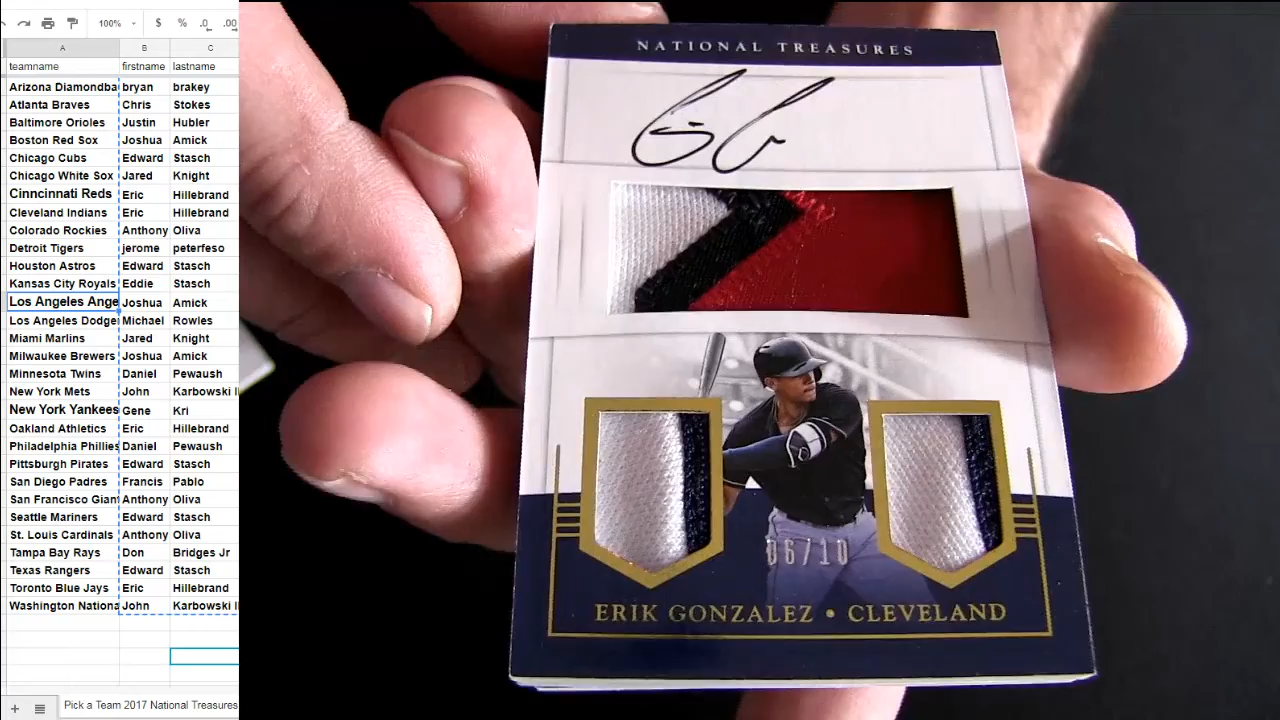 100% $ % .0 .00
A B C
teamname firstname lastname
Arizona Diamondba bryan brakey
Atlanta Braves Chris Stokes
Baltimore Orioles Justin Hubler
Boston Red Sox Joshua Amick
Chicago Cubs Edward Stasch
Chicago White Sox Jared Knight
Cinncincati Reds Eric Hillebrand
Cleveland Indians Eric Hillebrand
Colorado Rockies Anthony Oliva
Detroit Tigers jerome peterfeso
Houston Astros Edward Stasch
Kansas City Royals Eddie Stasch
Los Angeles Ange Joshua Amick
Los Angeles Dodge Michael Rowles
Miami Marlins Jared Knight
Milwaukee Brewers Joshua Amick
Minnesota Twins Daniel Pewaush
New York Mets John Karbowski II
New York Yankees Gene Kri
Oakland Athletics Eric Hillebrand
Philadelphia Phillies Daniel Pewaush
Pittsburgh Pirates Edward Stasch
San Diego Padres Francis Pablo
San Francisco Giant Anthony Oliva
Seattle Mariners Edward Stasch
St. Louis Cardinals Anthony Oliva
Tampa Bay Rays Don Bridges Jr
Texas Rangers Edward Stasch
Toronto Blue Jays Eric Hillebrand
Washington Nationa John Karbowski II
Pick a Team 2017 National Treasures
NATIONAL TREASURES
06/10
ERIK GONZALEZ • CLEVELAND